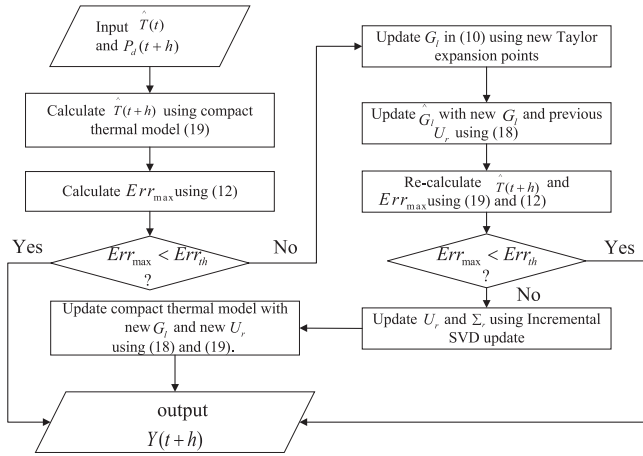 Input T̂(t)
and P_d(t+h)
Calculate T̂(t+h) using compact
thermal model (19)
Calculate Err_max using (12)
Yes
Err_max < Err_th
?
No
Update G_l in (10) using new Taylor
expansion points
Update Ĝ_l with new G_l and previous
U_r using (18)
Re-calculate T̂(t+h) and
Err_max using (19) and (12)
Err_max < Err_th
?
Yes
No
Update U_r and Σ_r using Incremental
SVD update
Update compact thermal model with
new G_l and new U_r
using (18) and (19).
output
Y(t+h)